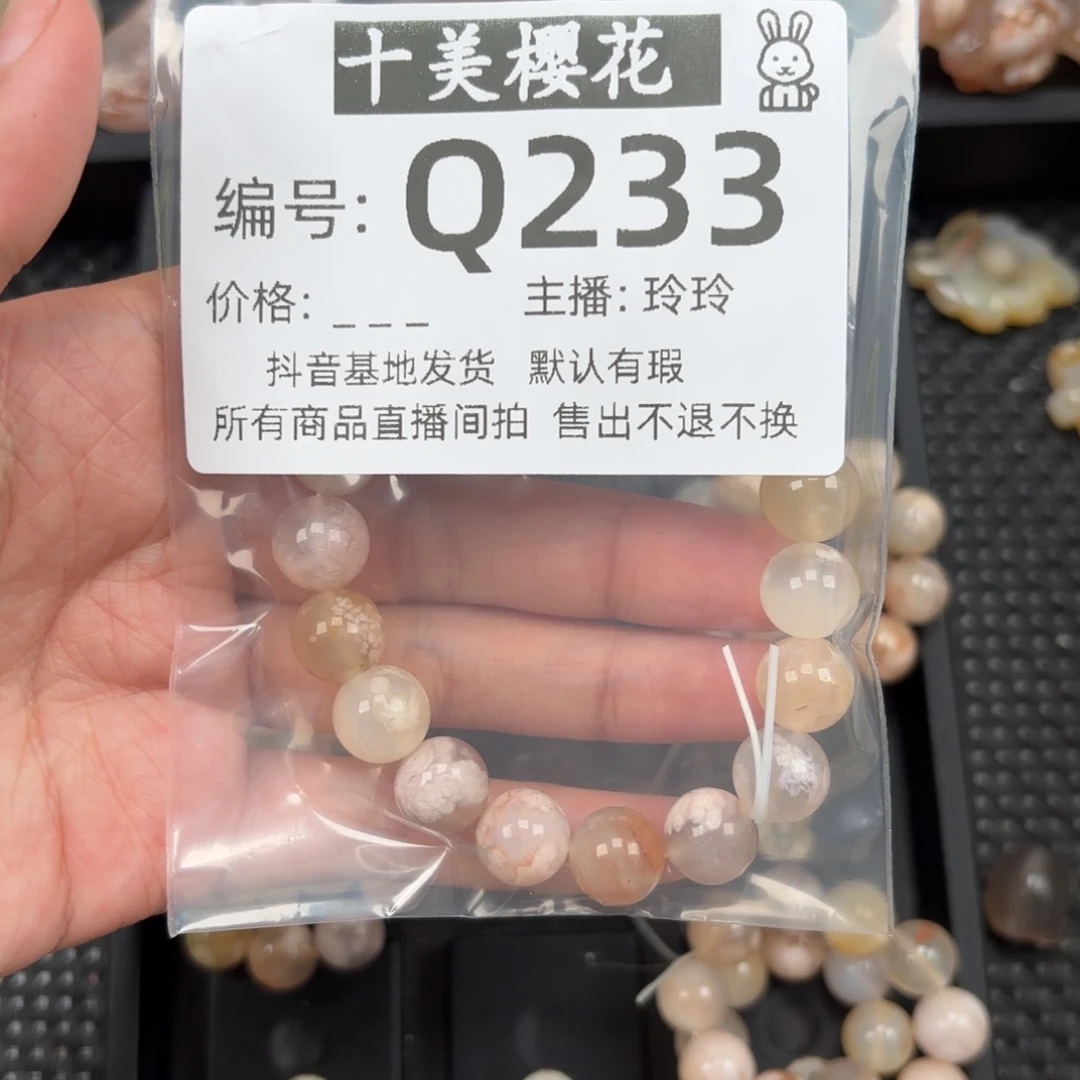 十美樱花
编号: Q233
价格: _ _ _ 主播: 玲玲
抖音基地发货 默认有瑕
所有商品直播间拍 售出不退不换